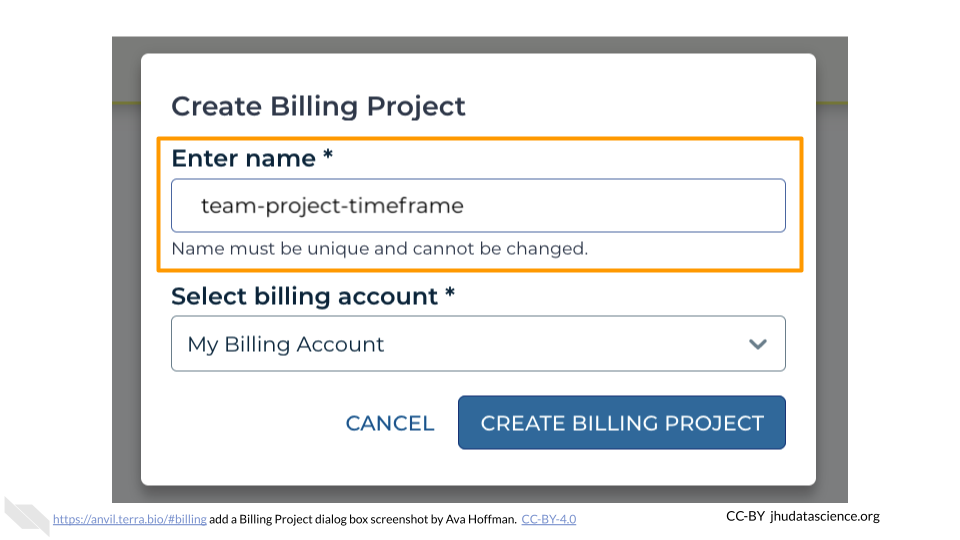 Create Billing Project
Enter name *
team-project-timeframe
Name must be unique and cannot be changed.
Select billing account *
My Billing Account
CANCEL
CREATE BILLING PROJECT
https://anvil.terra.bio/#billing add a Billing Project dialog box screenshot by Ava Hoffman. CC-BY-4.0
CC-BY jhudatascience.org